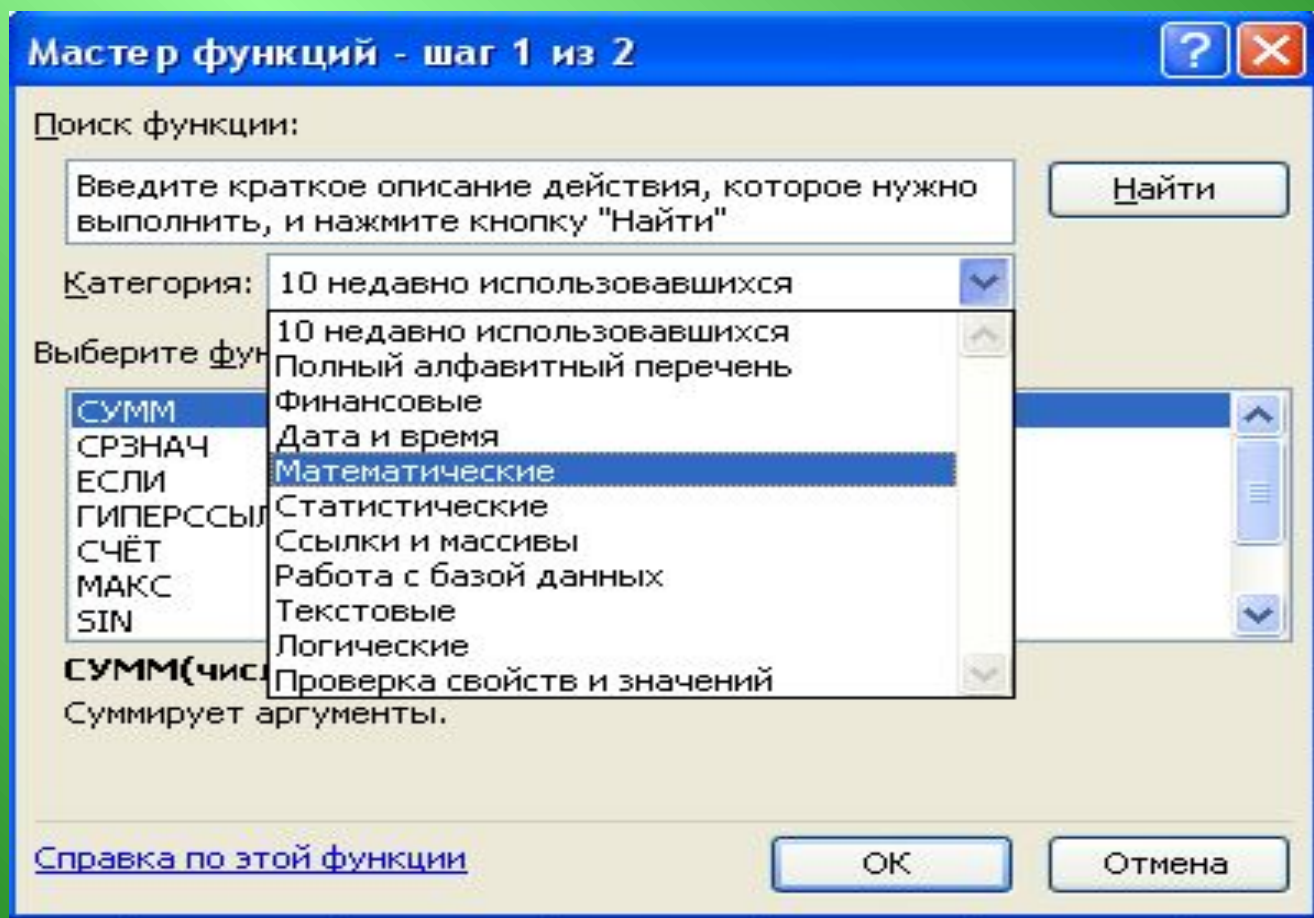 Мастер функций - шаг 1 из 2
Поиск функции:
Введите краткое описание действия, которое нужно
выполнить, и нажмите кнопку "Найти"
Найти
Категория:
10 недавно использовавшихся
10 недавно использовавшихся
Полный алфавитный перечень
Финансовые
Дата и время
Математические
Статистические
Ссылки и массивы
Работа с базой данных
Текстовые
Логические
Проверка свойств и значений
Выберите
СУММ
СРЗНАЧ
ЕСЛИ
СЧЁТ
МАКС
SIN
Суммирует аргументы.
Справка по этой функции
ОК
Отмена